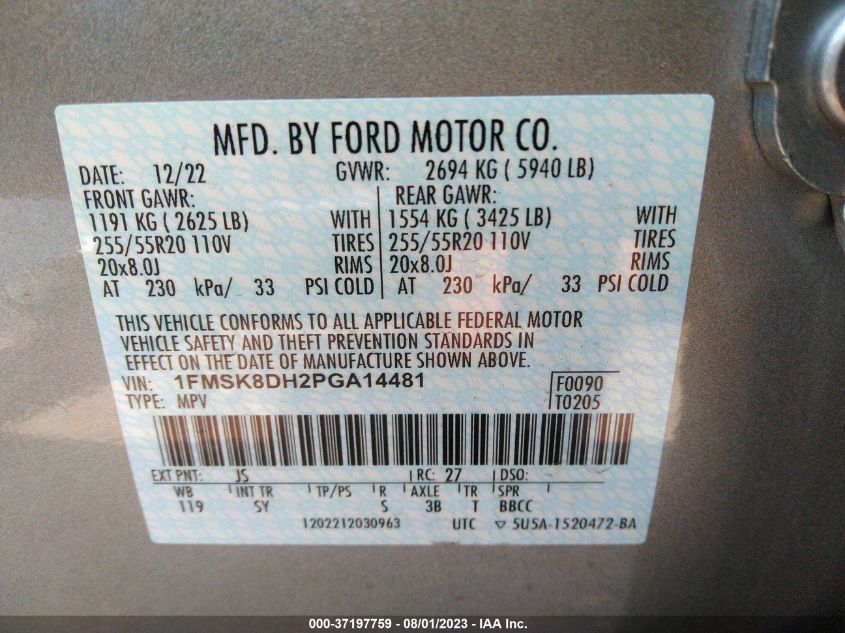 MFD. BY FORD MOTOR CO.
DATE: 12/22 GVWR: 2694 KG ( 5940 LB)
FRONT GAWR: REAR GAWR:
1191 KG ( 2625 LB) WITH 1554 KG ( 3425 LB) WITH
255/55R20 110V TIRES 255/55R20 110V TIRES
20x8.0J RIMS 20x8.0J RIMS
AT 230 kPa/ 33 PSI COLD AT 230 kPa/ 33 PSI COLD
THIS VEHICLE CONFORMS TO ALL APPLICABLE FEDERAL MOTOR
VEHICLE SAFETY AND THEFT PREVENTION STANDARDS IN
EFFECT ON THE DATE OF MANUFACTURE SHOWN ABOVE.
VIN: 1FMSK8DH2PGA14481 F0090
TYPE: MPV T0205
EXT PNT: JS RC: 27 DSO:
WB INT TR TP/PS R AXLE TR SPR
119 SY S 3B T BBCC
1202212030963 UTC ▽ 5U5A-1520472-BA
000-37197759 - 08/01/2023 - IAA Inc.